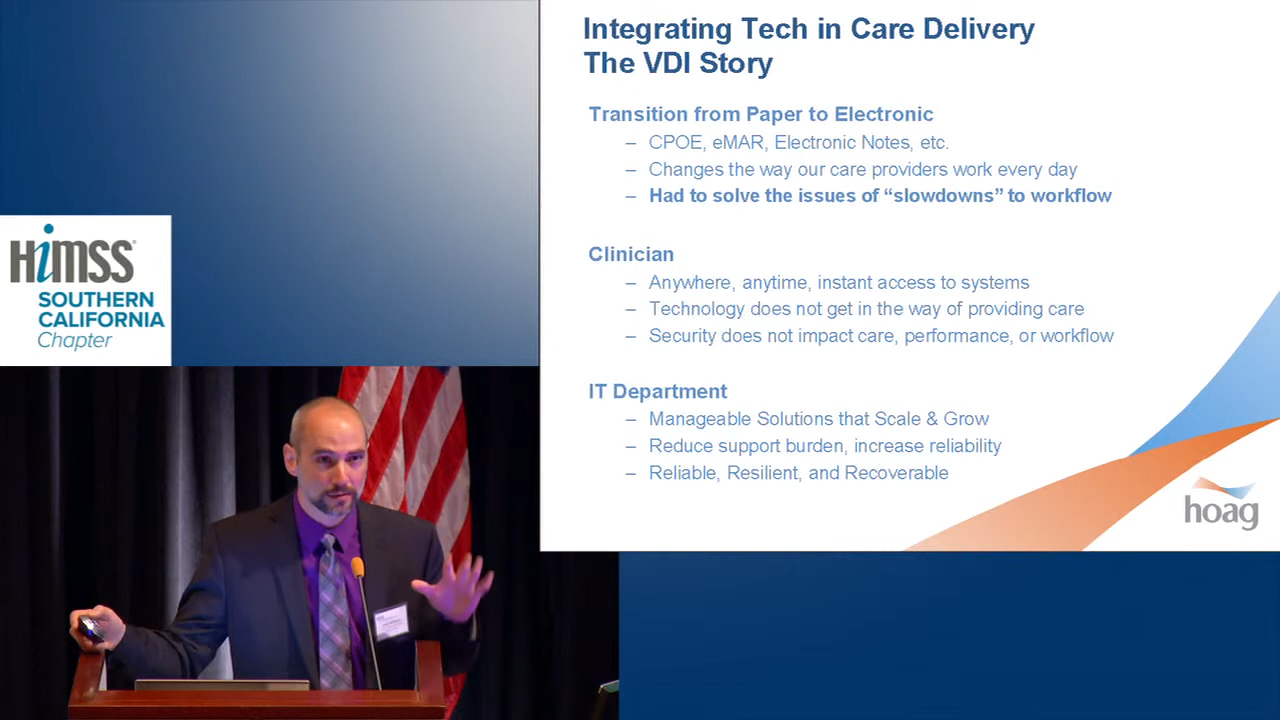 Integrating Tech in Care Delivery
The VDI Story
Transition from Paper to Electronic
– CPOE, eMAR, Electronic Notes, etc.
– Changes the way our care providers work every day
– Had to solve the issues of “slowdowns” to workflow
Clinician
– Anywhere, anytime, instant access to systems
– Technology does not get in the way of providing care
– Security does not impact care, performance, or workflow
IT Department
– Manageable Solutions that Scale & Grow
– Reduce support burden, increase reliability
– Reliable, Resilient, and Recoverable
hoag
HiMSS
SOUTHERN
CALIFORNIA
Chapter